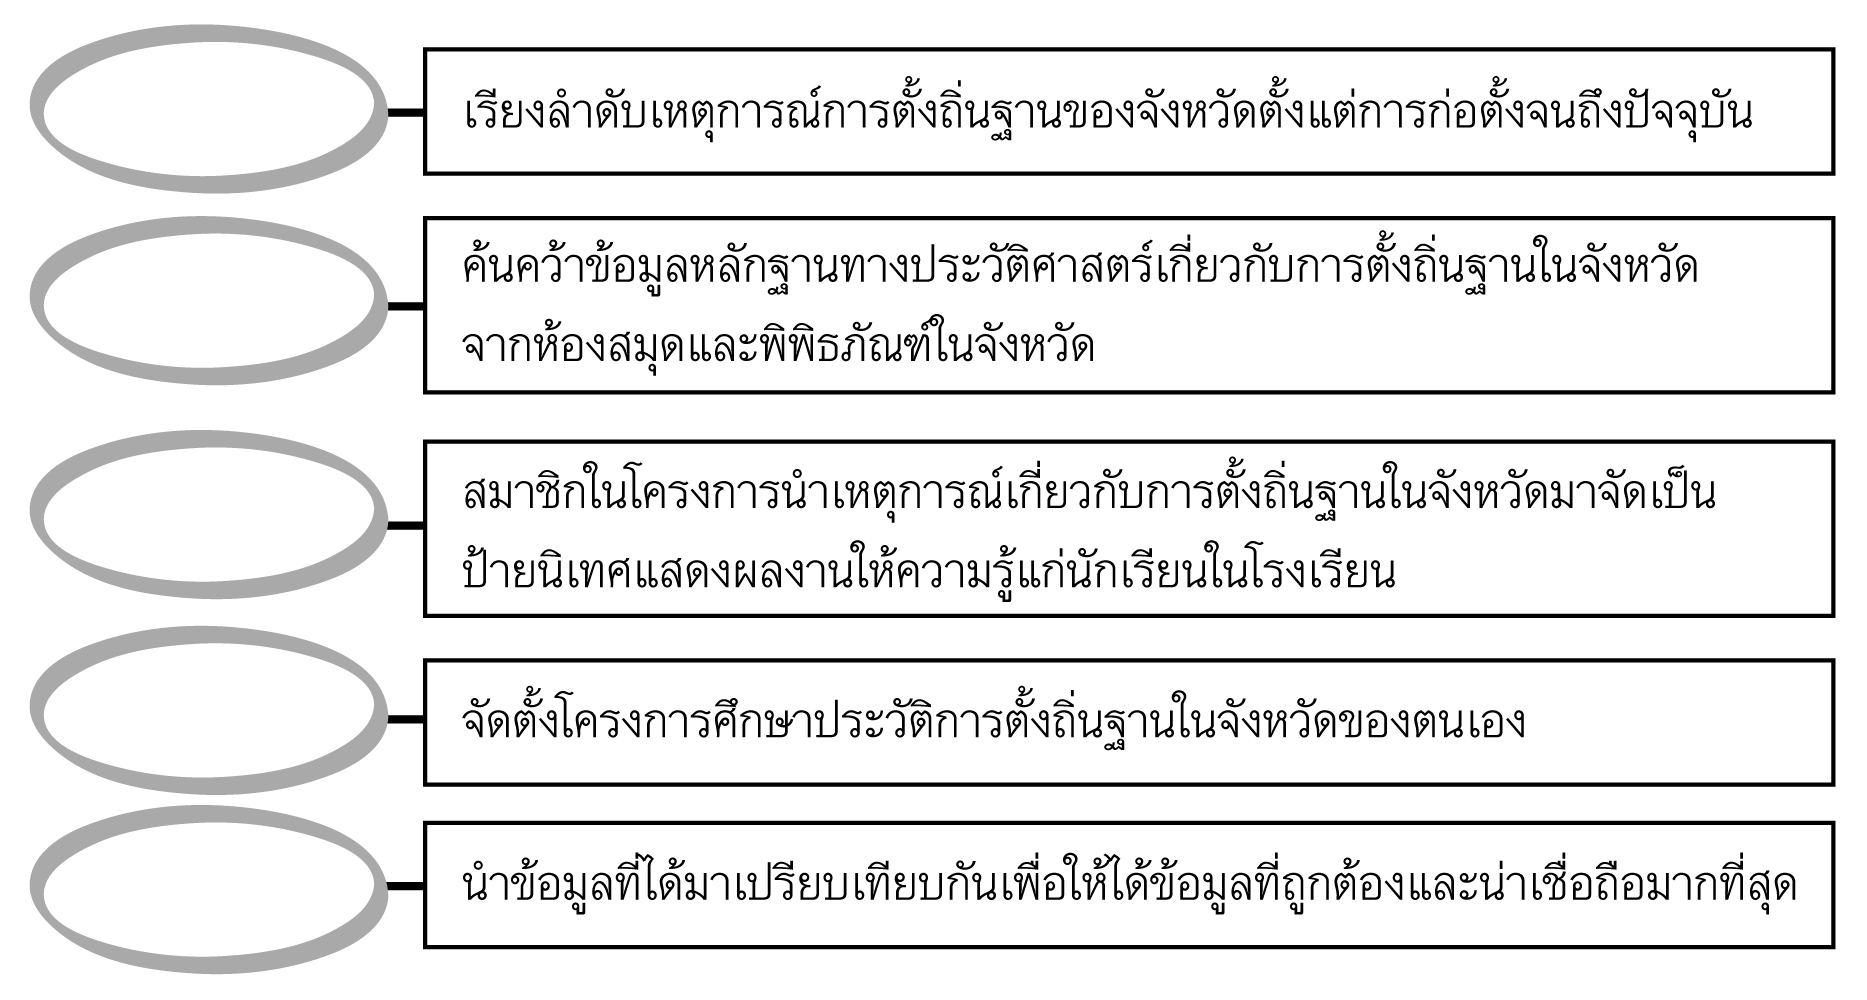 เรียงลำดับเหตุการณ์การตั้งถิ่นฐานของจังหวัดตั้งแต่การก่อตั้งจนถึงปัจจุบัน
ค้นคว้าข้อมูลหลักฐานทางประวัติศาสตร์เกี่ยวกับการตั้งถิ่นฐานในจังหวัด
จากห้องสมุดและพิพิธภัณฑ์ในจังหวัด
สมาชิกในโครงการนำเหตุการณ์เกี่ยวกับการตั้งถิ่นฐานในจังหวัดมาจัดเป็น
ป้ายนิเทศแสดงผลงานให้ความรู้แก่นักเรียนในโรงเรียน
จัดตั้งโครงการศึกษาประวัติการตั้งถิ่นฐานในจังหวัดของตนเอง
นำข้อมูลที่ได้มาเปรียบเทียบกันเพื่อให้ได้ข้อมูลที่ถูกต้องและน่าเชื่อถือมากที่สุด